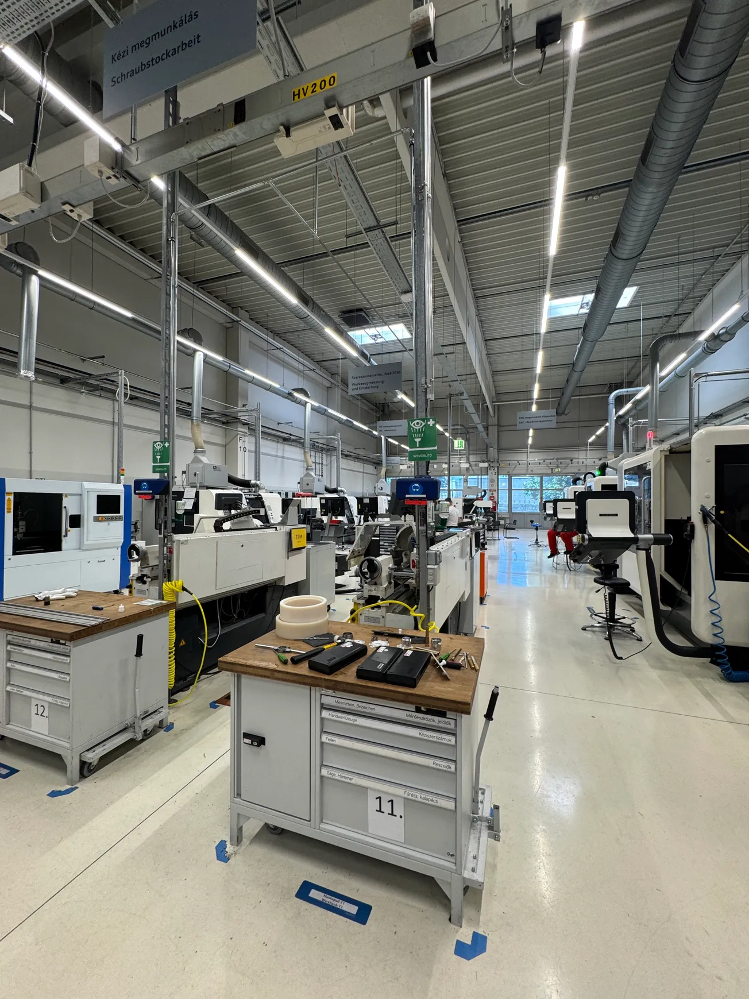 Kézi megmunkálás
Schraubstockarbeit
HV200
Szerszámbemérés, -beállítás
Werkzeugmessung-
und Einstellung
CNC megmunkáló központok
CNC - Bearbeitungszentren
F
10
SZEMÖBLÍTŐ
SZEMÖBLÍTŐ
TPM
12.
Messmitteln, Bezeichen
Mérőeszközök, jelölők
Handwerkzeuge
Kéziszerszámok
Feilen
Reszelők
Säge, Hammer
Fűrész, kalapács
11.
Munkapad-11
Werkbank-11